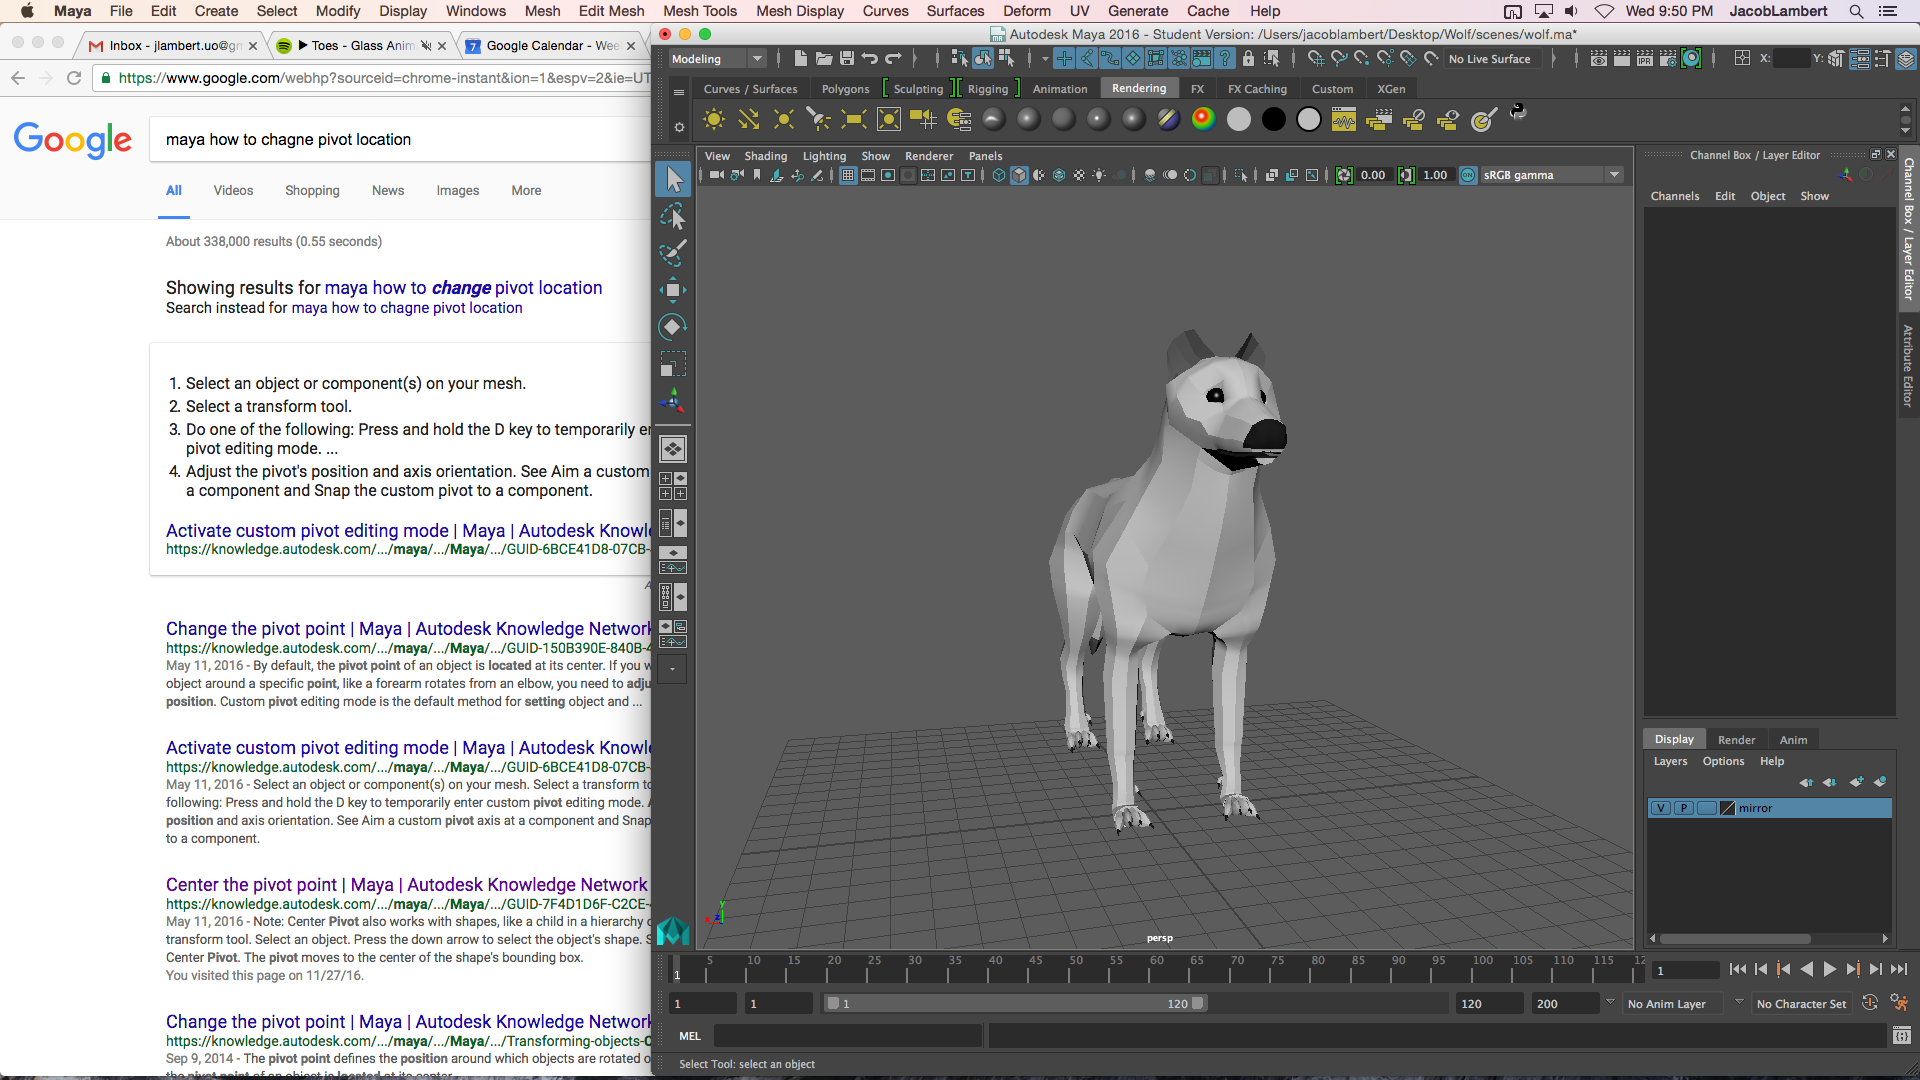 Maya File Edit Create Select Modify Display Windows Mesh Edit Mesh Mesh Tools Mesh Display Curves Surfaces Deform UV Generate Cache Help Wed 9:50 PM JacobLambert
Inbox - jlambert.uo@gm
Toes - Glass Anim
7 Google Calendar - Wee
https://www.google.com/webhp?sourceid=chrome-instant&ion=1&espv=2&ie=UT
Google
maya how to chagne pivot location
All Videos Shopping News Images More
About 338,000 results (0.55 seconds)
Showing results for maya how to change pivot location
Search instead for maya how to chagne pivot location
1. Select an object or component(s) on your mesh.
2. Select a transform tool.
3. Do one of the following: Press and hold the D key to temporarily e
pivot editing mode. ...
4. Adjust the pivot's position and axis orientation. See Aim a custom
a component and Snap the custom pivot to a component.
Activate custom pivot editing mode | Maya | Autodesk Knowl
https://knowledge.autodesk.com/.../maya/.../Maya/.../GUID-6BCE41D8-07CB-
Change the pivot point | Maya | Autodesk Knowledge Network
https://knowledge.autodesk.com/.../maya/.../Maya/.../GUID-150B390E-840B-4
May 11, 2016 - By default, the pivot point of an object is located at its center. If you w
object around a specific point, like a forearm rotates from an elbow, you need to adju
position. Custom pivot editing mode is the default method for setting object and ...
Activate custom pivot editing mode | Maya | Autodesk Knowl
https://knowledge.autodesk.com/.../maya/.../Maya/.../GUID-6BCE41D8-07CB-
May 11, 2016 - Select an object or component(s) on your mesh. Select a transform to
following: Press and hold the D key to temporarily enter custom pivot editing mode. A
position and axis orientation. See Aim a custom pivot axis at a component and Snap
to a component.
Center the pivot point | Maya | Autodesk Knowledge Network
https://knowledge.autodesk.com/.../maya/.../Maya/.../GUID-7F4D1D6F-C2CE-
May 11, 2016 - Note: Center Pivot also works with shapes, like a child in a hierarchy o
transform tool. Select an object. Press the down arrow to select the object's shape. S
Center Pivot. The pivot moves to the center of the shape's bounding box.
You visited this page on 11/27/16.
Change the pivot point | Maya | Autodesk Knowledge Network
https://knowledge.autodesk.com/.../maya/.../Maya/.../Transforming-objects-0
Sep 9, 2014 - The pivot point defines the position around which objects are rotated o
the pivot point of an object is located at its center.
Autodesk Maya 2016 - Student Version: /Users/jacoblambert/Desktop/Wolf/scenes/wolf.ma*
Modeling No Live Surface X: Y:
Curves / Surfaces Polygons Sculpting Rigging Animation Rendering FX FX Caching Custom XGen
View Shading Lighting Show Renderer Panels
0.00 1.00 ON sRGB gamma
persp
Channel Box / Layer Editor
Channels Edit Object Show
Channel Box / Layer Editor
Attribute Editor
Display Render Anim
Layers Options Help
V P mirror
5 10 15 20 25 30 35 40 45 50 55 60 65 70 75 80 85 90 95 100 105 110 115 12
1
1
1 1 1 120 120 200 No Anim Layer No Character Set
MEL
Select Tool: select an object